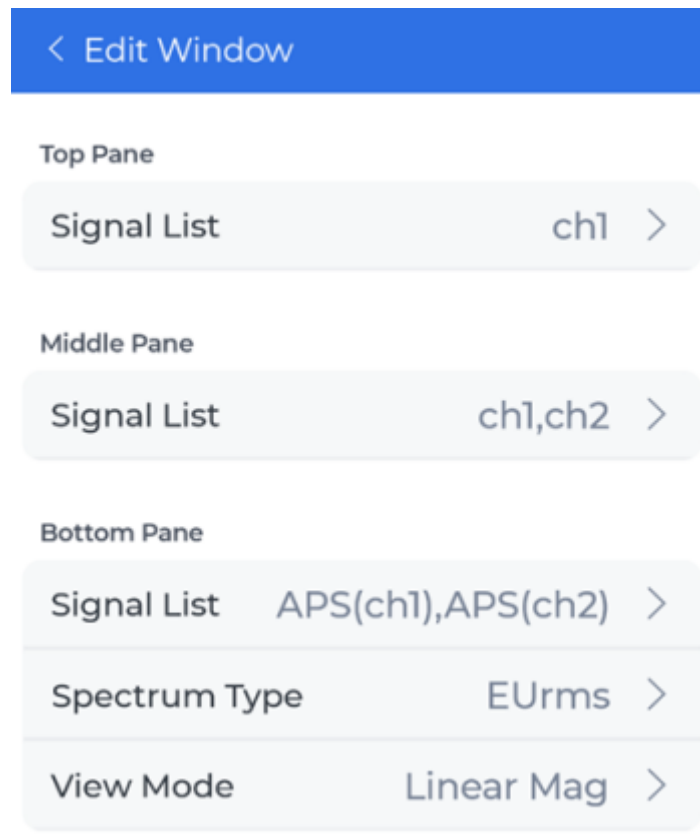 Edit Window
Top Pane
Signal List ch1
Middle Pane
Signal List ch1,ch2
Bottom Pane
Signal List APS(ch1),APS(ch2)
Spectrum Type EUrms
View Mode Linear Mag